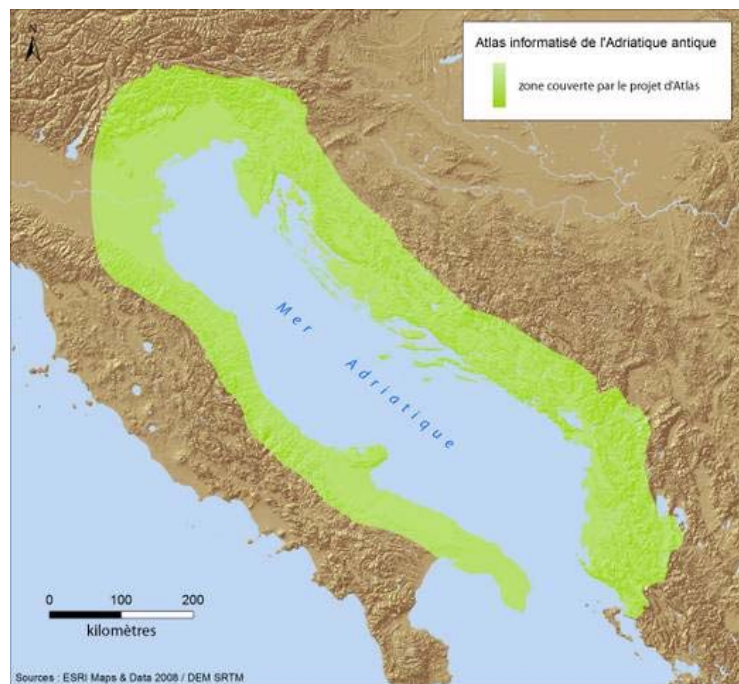 N
Atlas informatisé de l'Adriatique antique
zone couverte par le projet d'Atlas
Mer Adriatique
0 100 200
kilomètres
Sources : ESRI Maps & Data 2008 / DEM SRTM